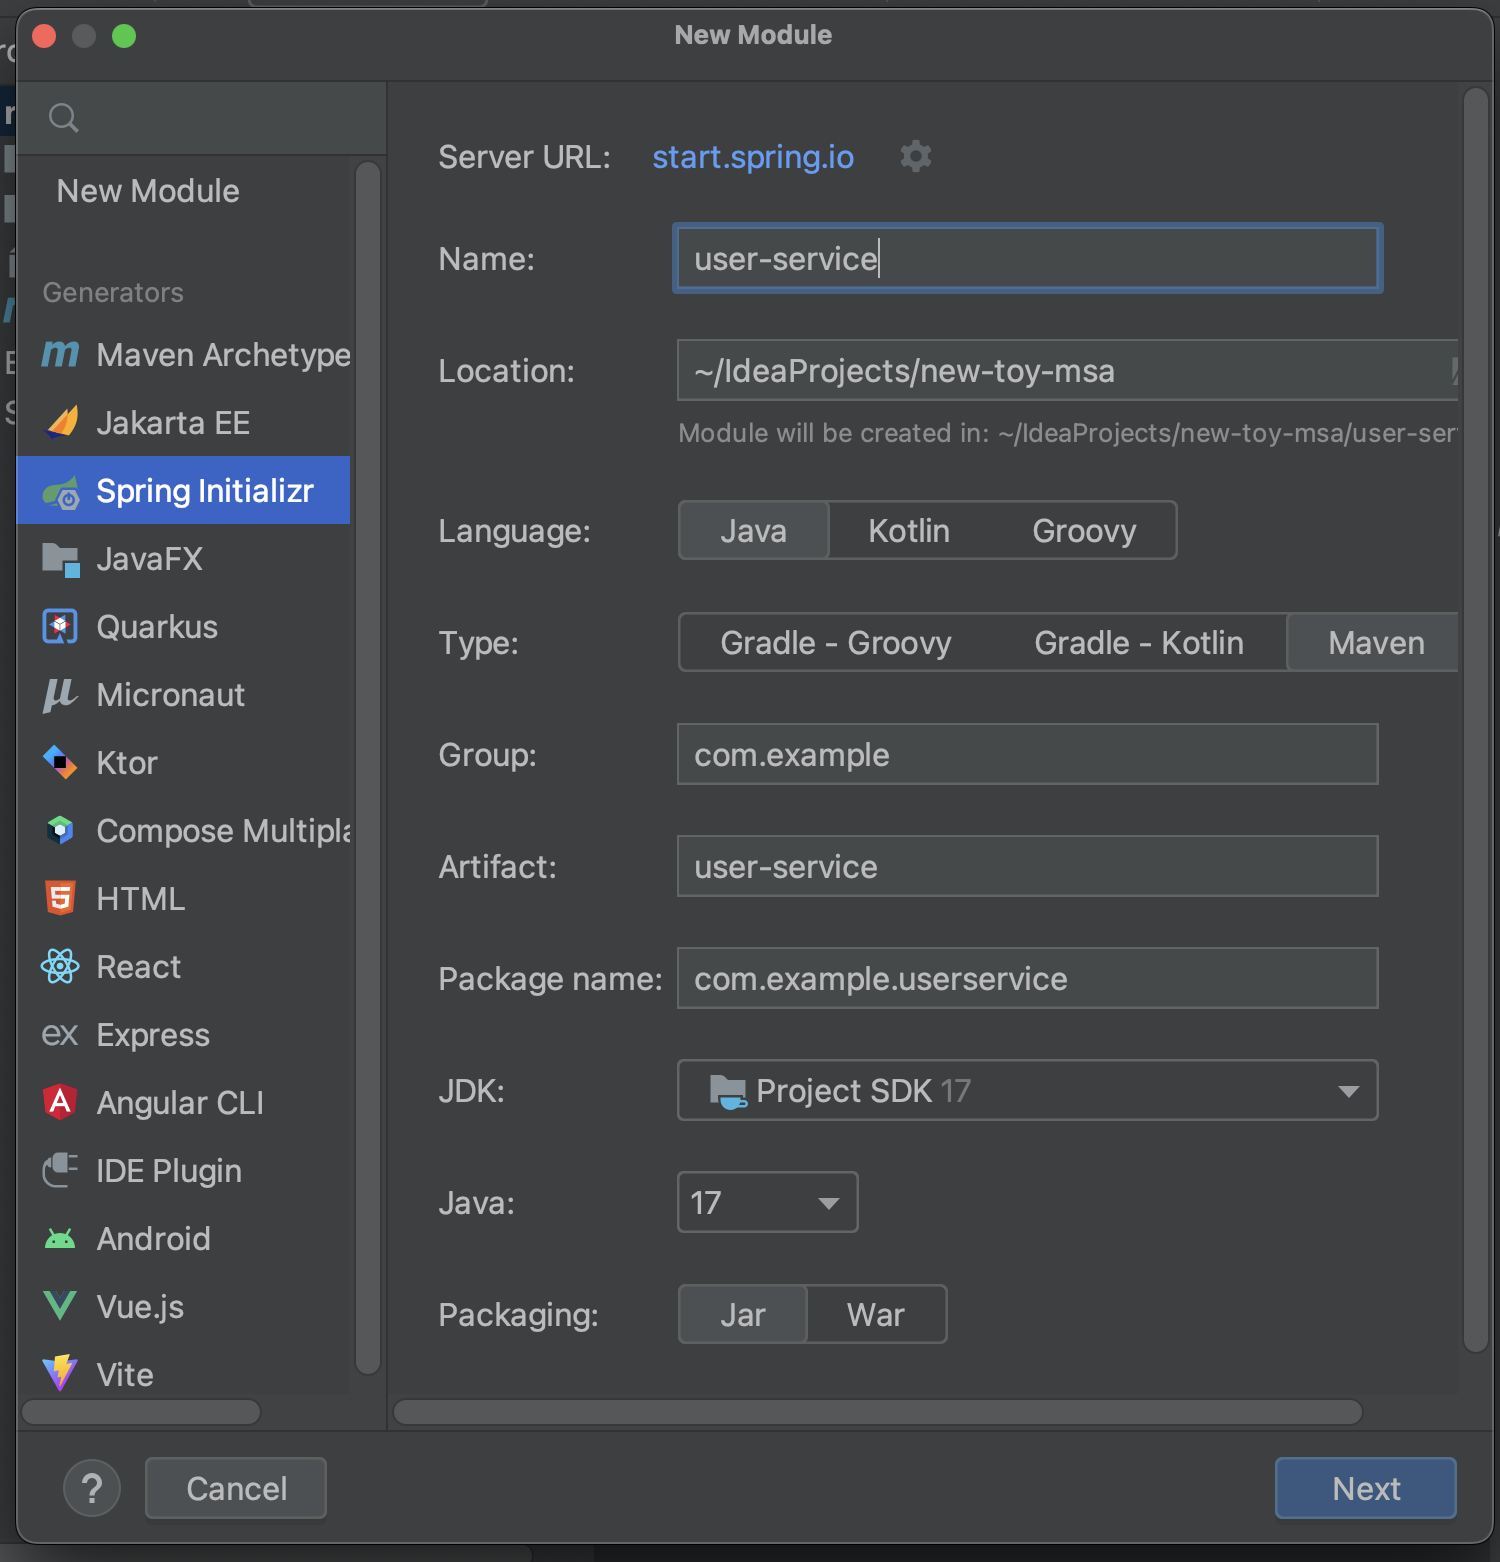 New Module
New Module
Generators
Maven Archetype
Jakarta EE
Spring Initializr
JavaFX
Quarkus
Micronaut
Ktor
Compose Multipla
HTML
React
ex Express
Angular CLI
IDE Plugin
Android
Vue.js
Vite
Server URL: start.spring.io
Name: user-service
Location: ~/IdeaProjects/new-toy-msa
Module will be created in: ~/IdeaProjects/new-toy-msa/user-ser
Language: Java Kotlin Groovy
Type: Gradle - Groovy Gradle - Kotlin Maven
Group: com.example
Artifact: user-service
Package name: com.example.userservice
JDK: Project SDK 17
Java: 17
Packaging: Jar War
? Cancel Next